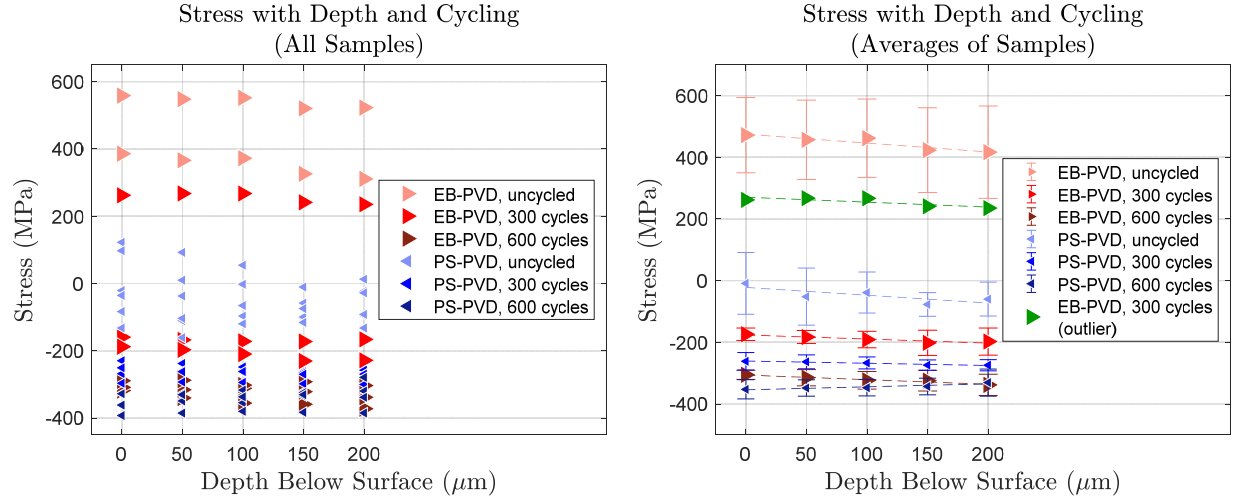 Stress with Depth and Cycling
(All Samples)
600
400
200
0
-200
-400
Stress (MPa)
EB-PVD, uncycled
EB-PVD, 300 cycles
EB-PVD, 600 cycles
PS-PVD, uncycled
PS-PVD, 300 cycles
PS-PVD, 600 cycles
0 50 100 150 200
Depth Below Surface (μm)
Stress with Depth and Cycling
(Averages of Samples)
600
400
200
0
-200
-400
Stress (MPa)
EB-PVD, uncycled
EB-PVD, 300 cycles
EB-PVD, 600 cycles
PS-PVD, uncycled
PS-PVD, 300 cycles
PS-PVD, 600 cycles
EB-PVD, 300 cycles
(outlier)
0 50 100 150 200
Depth Below Surface (μm)